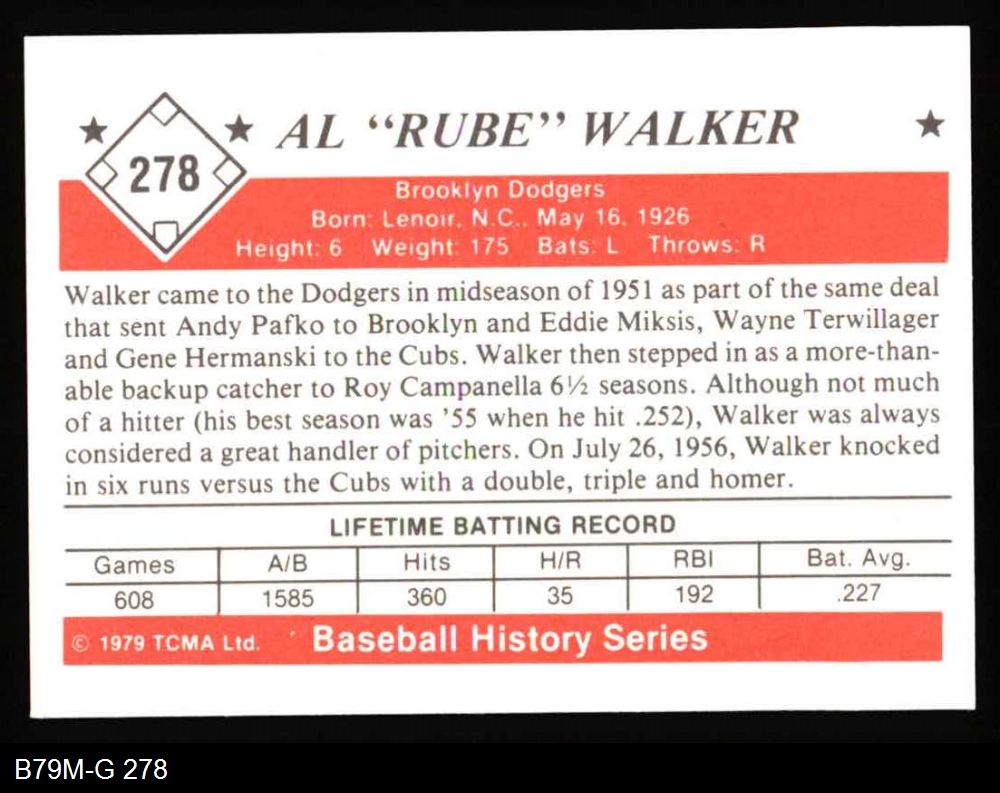 278
AL “RUBE” WALKER
Brooklyn Dodgers
Born: Lenoir, N.C., May 16, 1926
Height: 6 Weight: 175 Bats: L Throws: R
Walker came to the Dodgers in midseason of 1951 as part of the same deal
that sent Andy Pafko to Brooklyn and Eddie Miksis, Wayne Terwillager
and Gene Hermanski to the Cubs. Walker then stepped in as a more-than-
able backup catcher to Roy Campanella 6½ seasons. Although not much
of a hitter (his best season was '55 when he hit .252), Walker was always
considered a great handler of pitchers. On July 26, 1956, Walker knocked
in six runs versus the Cubs with a double, triple and homer.
LIFETIME BATTING RECORD
Games A/B Hits H/R RBI Bat. Avg.
608 1585 360 35 192 .227
© 1979 TCMA Ltd. Baseball History Series
B79M-G 278